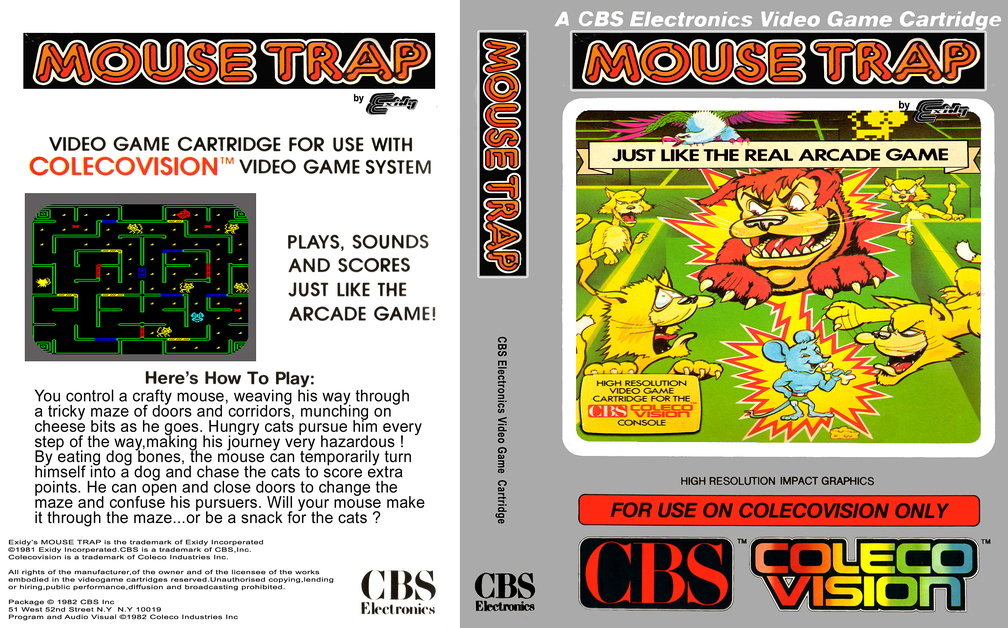 MOUSE TRAP
by Exidy
VIDEO GAME CARTRIDGE FOR USE WITH
COLECOVISION™ VIDEO GAME SYSTEM
PLAYS, SOUNDS
AND SCORES
JUST LIKE THE
ARCADE GAME!
Here's How To Play:
You control a crafty mouse, weaving his way through
a tricky maze of doors and corridors, munching on
cheese bits as he goes. Hungry cats pursue him every
step of the way,making his journey very hazardous !
By eating dog bones, the mouse can temporarily turn
himself into a dog and chase the cats to score extra
points. He can open and close doors to change the
maze and confuse his pursuers. Will your mouse make
it through the maze...or be a snack for the cats ?
Exidy's MOUSE TRAP is the trademark of Exidy Incorperated
©1981 Exidy Incorperated.CBS is a trademark of CBS,Inc.
Colecovision is a trademark of Coleco Industries Inc.
All rights of the manufacturer,of the owner and of the licensee of the works
embodied in the videogame cartridges reserved.Unauthorised copying,lending
or hiring,public performance,diffusion and broadcasting prohibited.
Package © 1982 CBS Inc
51 West 52nd Street N.Y N.Y 10019
Program and Audio Visual ©1982 Coleco Industries Inc
CBS
Electronics
MOUSE TRAP
CBS Electronics Video Game Cartridge
CBS
Electronics
A CBS Electronics Video Game Cartridge
MOUSE TRAP
by Exidy
JUST LIKE THE REAL ARCADE GAME
HIGH RESOLUTION
VIDEO GAME
CARTRIDGE FOR THE
CBS COLECO
VISION™
CONSOLE
HIGH RESOLUTION IMPACT GRAPHICS
FOR USE ON COLECOVISION ONLY
CBS™
COLECO™
VISION